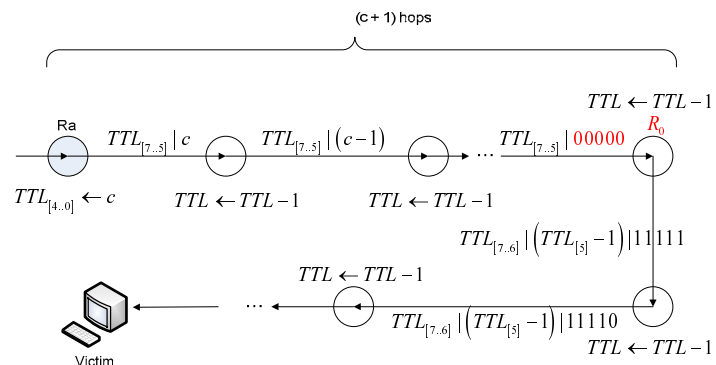 (c + 1) hops
TTL ← TTL − 1
Ra
TTL[7..5] | c
TTL[7..5] | (c−1)
TTL[7..5] | 00000
R0
TTL[4..0] ← c
TTL ← TTL − 1
TTL ← TTL − 1
TTL[7..6] | (TTL[5] − 1) | 11111
TTL ← TTL − 1
...
...
TTL[7..6] | (TTL[5] − 1) | 11110
TTL ← TTL − 1
Victim